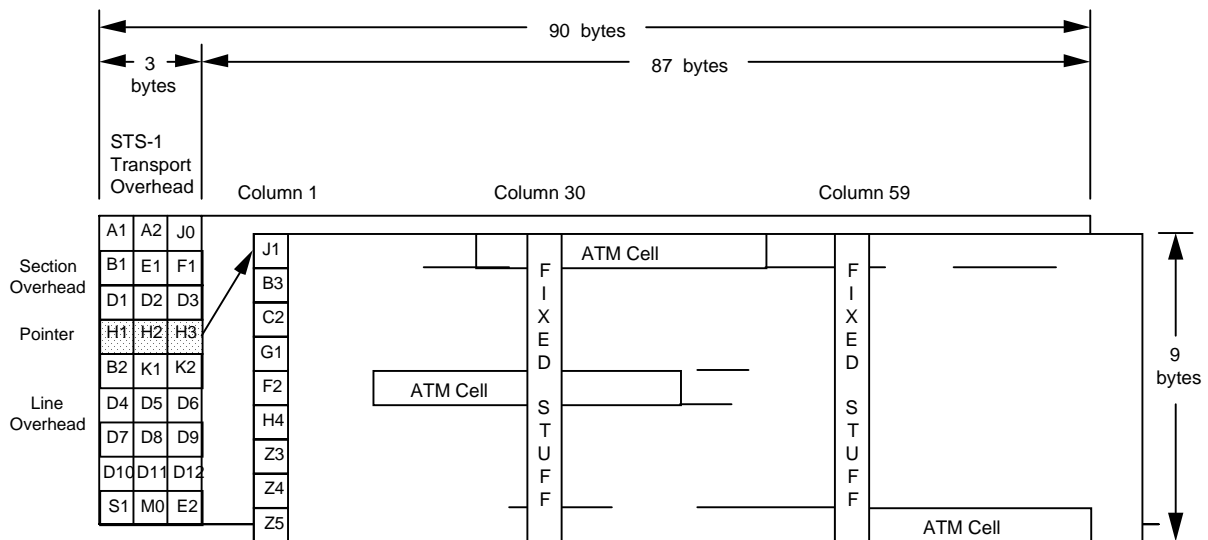 90 bytes
3
bytes
87 bytes
STS-1
Transport
Overhead
Column 1
Column 30
Column 59
A1 A2 J0
B1 E1 F1
D1 D2 D3
H1 H2 H3
B2 K1 K2
D4 D5 D6
D7 D8 D9
D10 D11 D12
S1 M0 E2
Section
Overhead
Pointer
Line
Overhead
J1
B3
C2
G1
F2
H4
Z3
Z4
Z5
ATM Cell
ATM Cell
ATM Cell
FIXED STUFF
FIXED STUFF
9
bytes